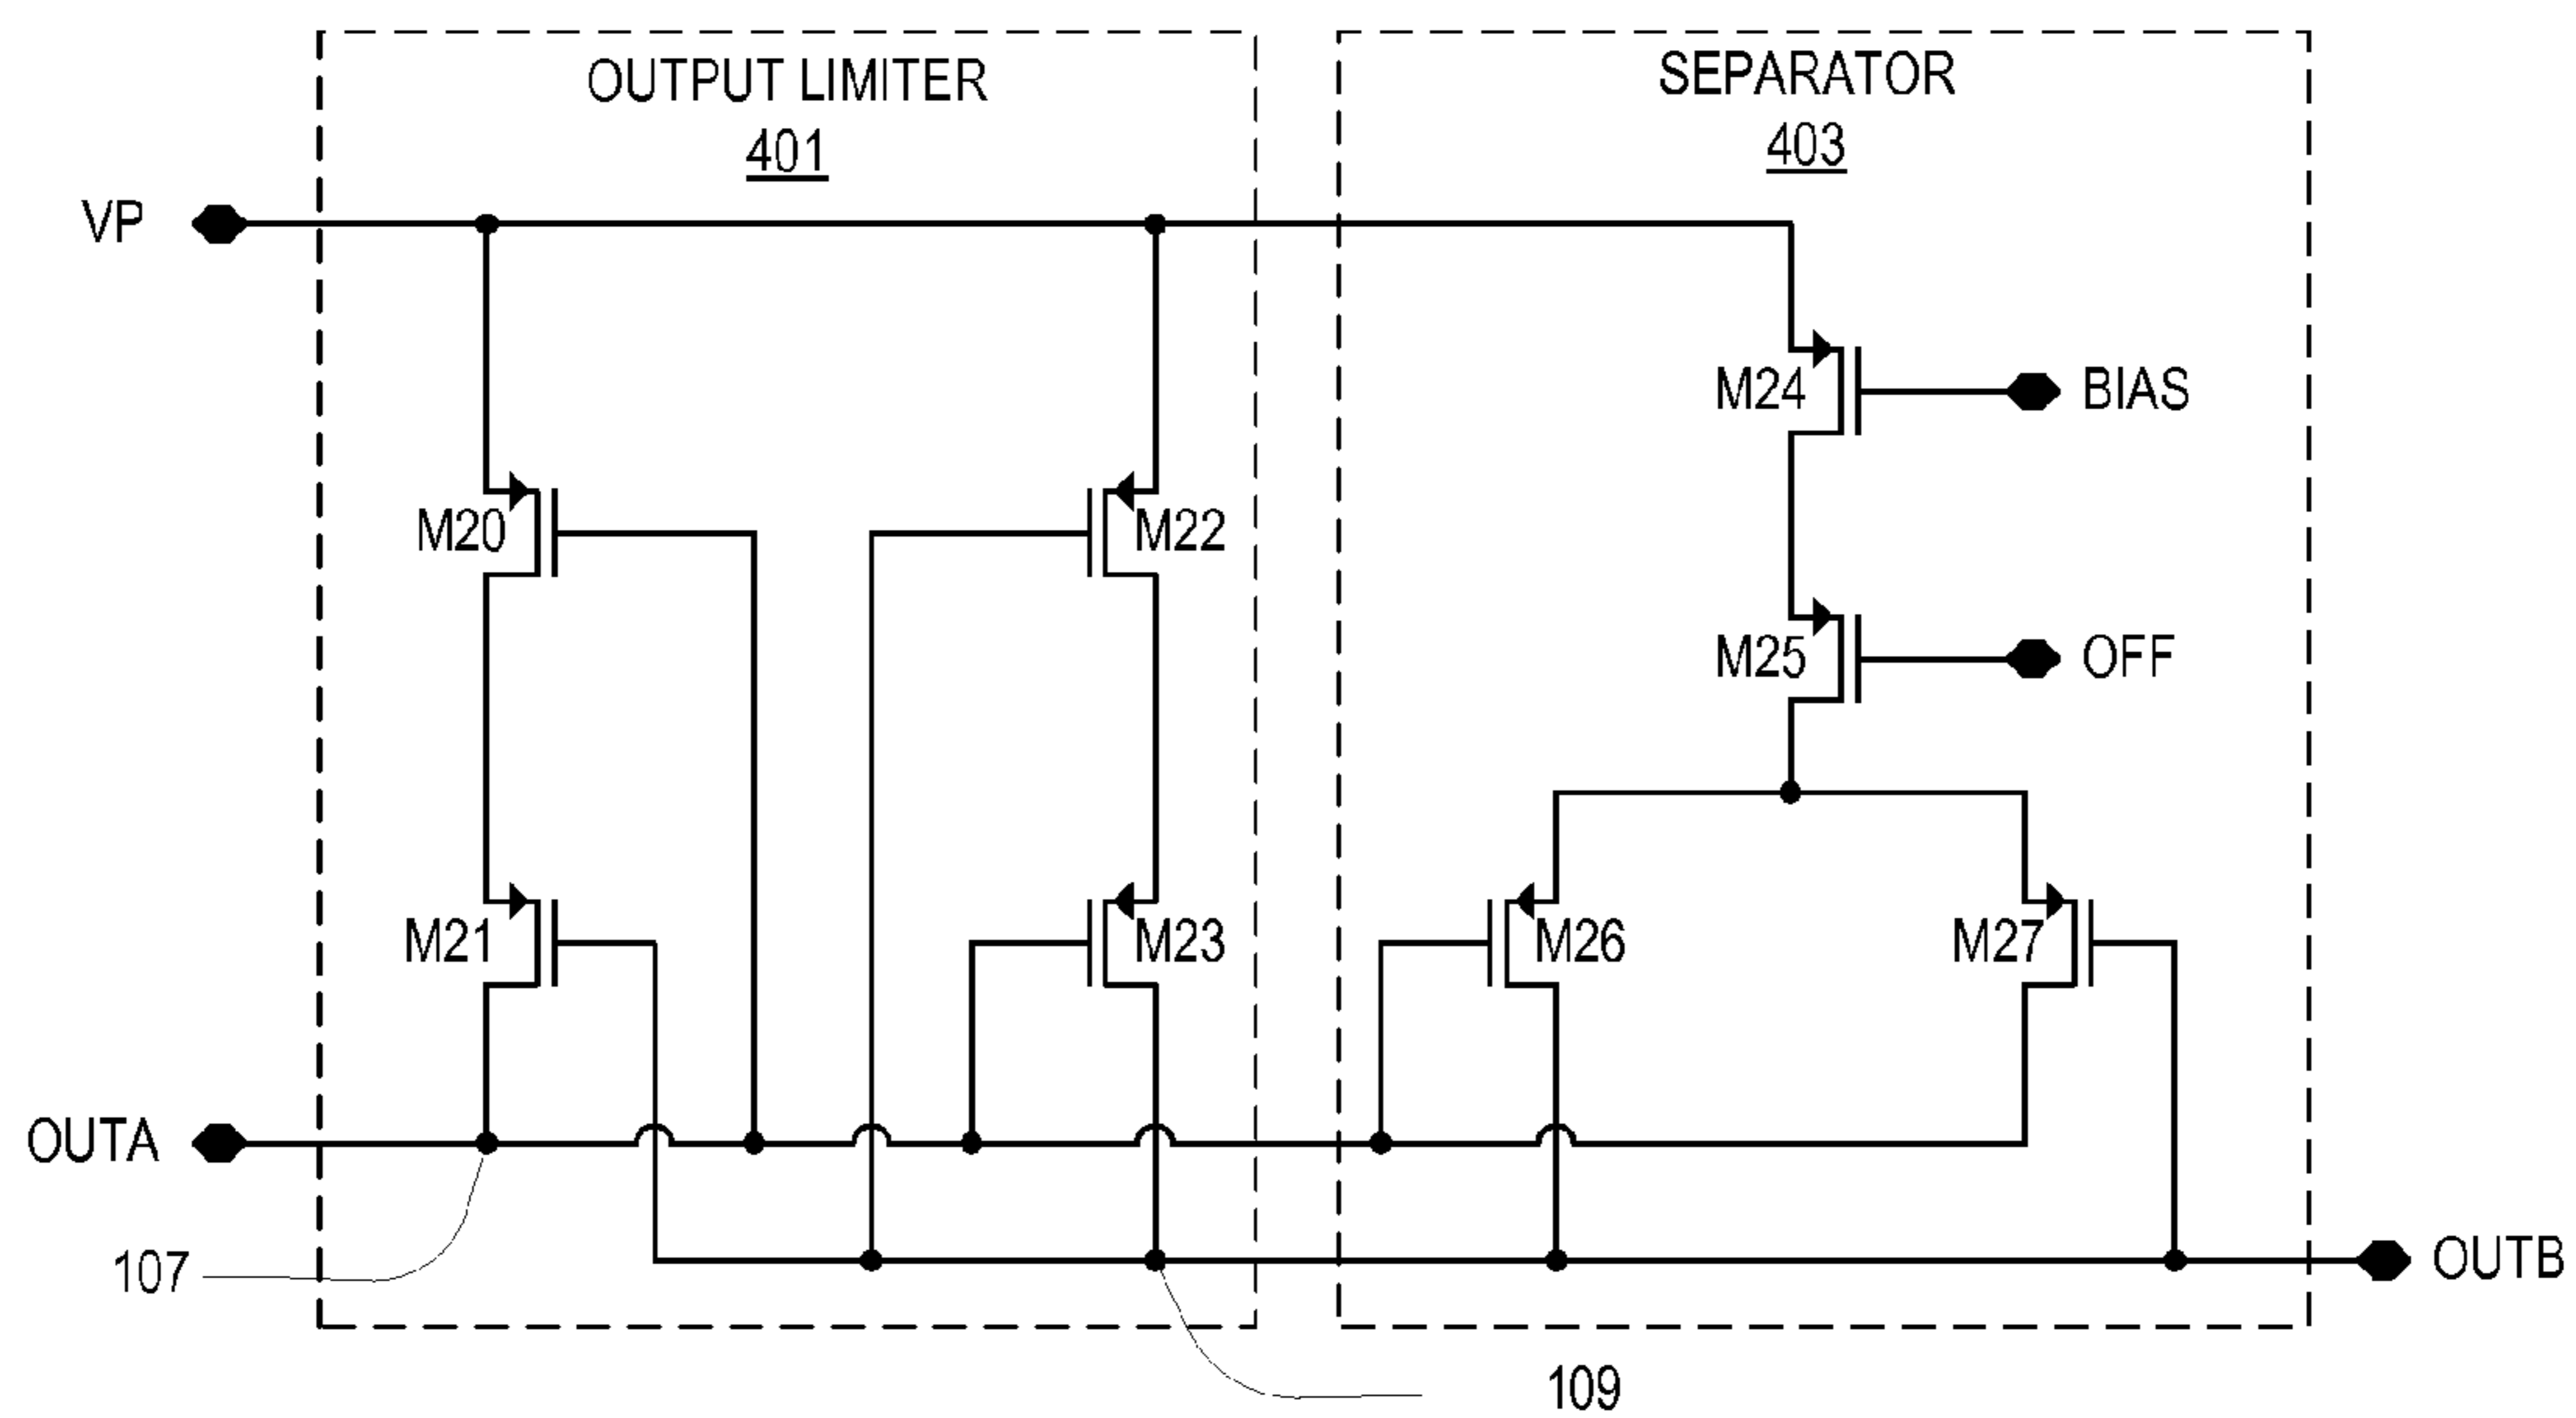 OUTPUT LIMITER
401
SEPARATOR
403
VP
M24
BIAS
M20
M22
M25
OFF
M21
M23
M26
M27
OUTA
107
OUTB
109